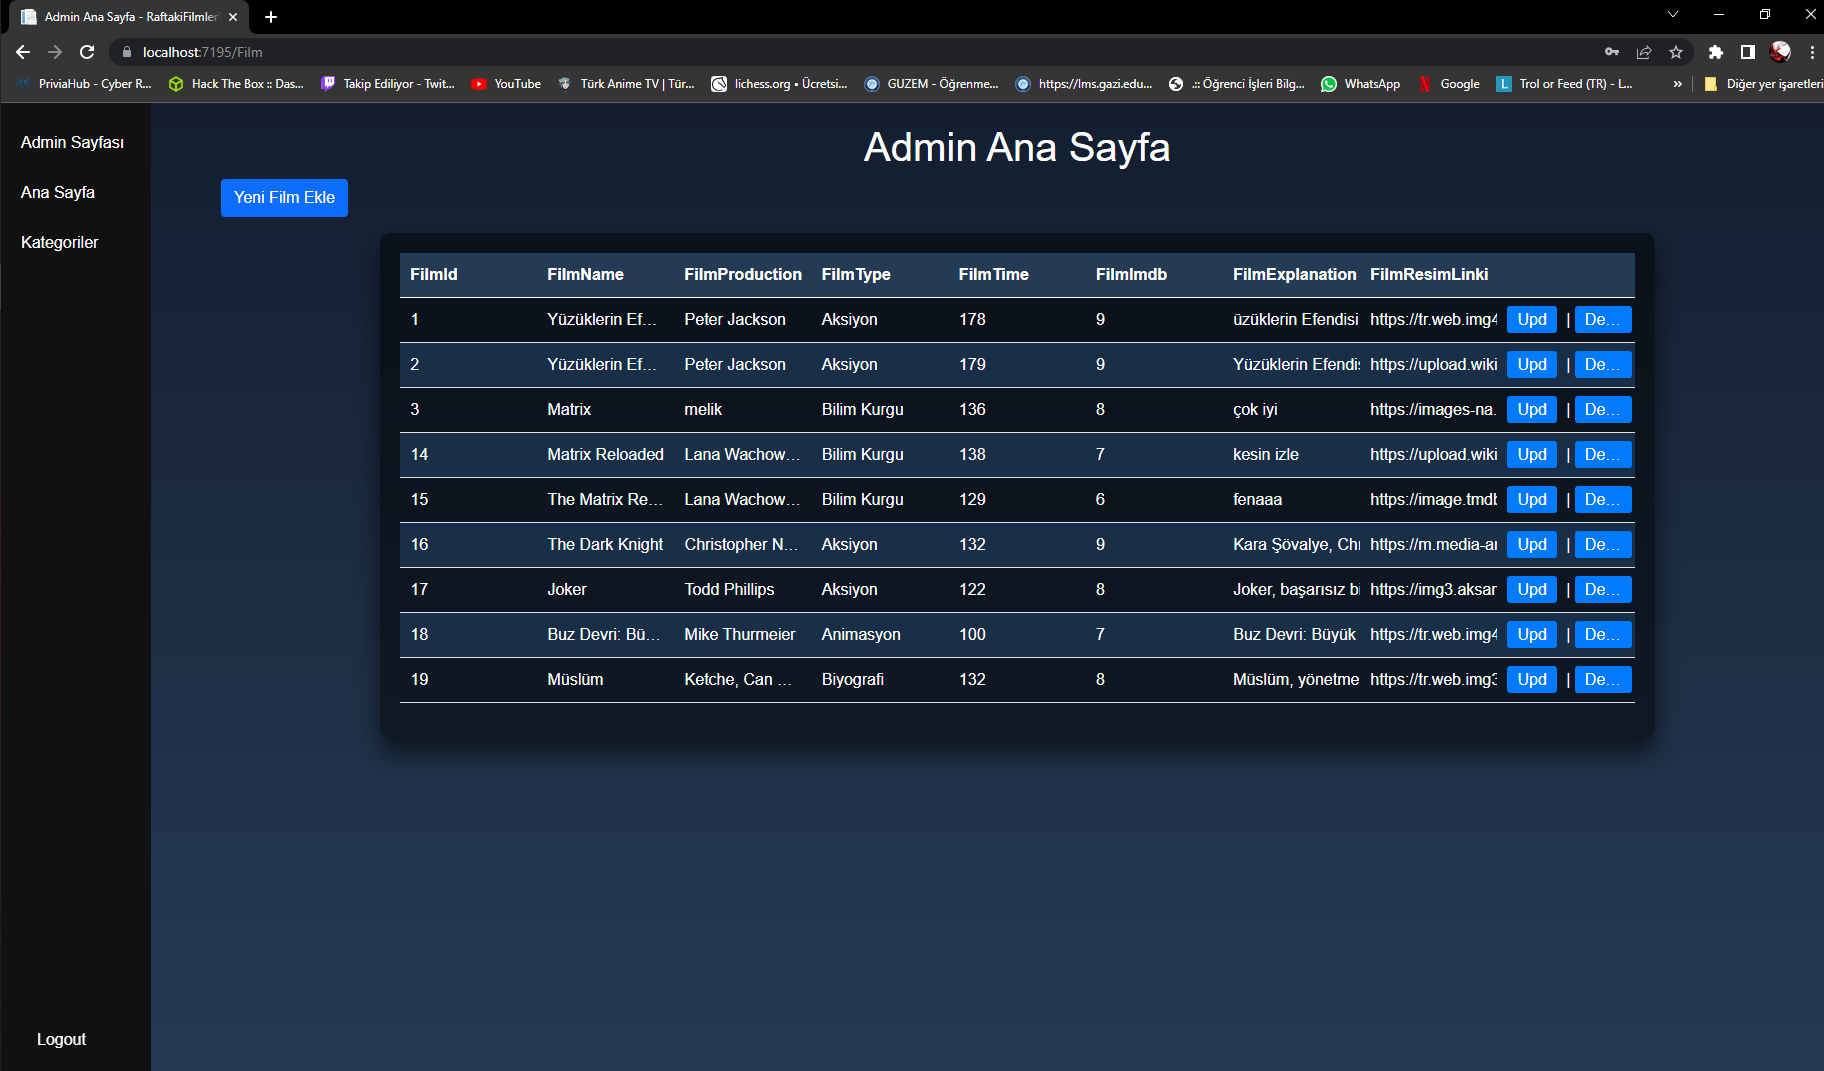 Admin Ana Sayfa - RaftakiFilmler
localhost:7195/Film
PriviaHub - Cyber R... Hack The Box :: Das... Takip Ediliyor - Twit... YouTube Türk Anime TV | Tür... lichess.org • Ücretsi... GUZEM - Öğrenme... https://lms.gazi.edu... .:: Öğrenci İşleri Bilg... WhatsApp Google Trol or Feed (TR) - L... » Diğer yer işaretleri
Admin Sayfası
Ana Sayfa
Kategoriler
Logout
Admin Ana Sayfa
Yeni Film Ekle
FilmId FilmName FilmProduction FilmType FilmTime FilmImdb FilmExplanation FilmResimLinki
1 Yüzüklerin Ef... Peter Jackson Aksiyon 178 9 üzüklerin Efendisi https://tr.web.img4 Upd | De...
2 Yüzüklerin Ef... Peter Jackson Aksiyon 179 9 Yüzüklerin Efendis https://upload.wiki Upd | De...
3 Matrix melik Bilim Kurgu 136 8 çok iyi https://images-na. Upd | De...
14 Matrix Reloaded Lana Wachow... Bilim Kurgu 138 7 kesin izle https://upload.wiki Upd | De...
15 The Matrix Re... Lana Wachow... Bilim Kurgu 129 6 fenaaa https://image.tmdb Upd | De...
16 The Dark Knight Christopher N... Aksiyon 132 9 Kara Şövalye, Chr https://m.media-a Upd | De...
17 Joker Todd Phillips Aksiyon 122 8 Joker, başarısız bi https://img3.aksar Upd | De...
18 Buz Devri: Bü... Mike Thurmeier Animasyon 100 7 Buz Devri: Büyük https://tr.web.img4 Upd | De...
19 Müslüm Ketche, Can ... Biyografi 132 8 Müslüm, yönetme https://tr.web.img3 Upd | De...